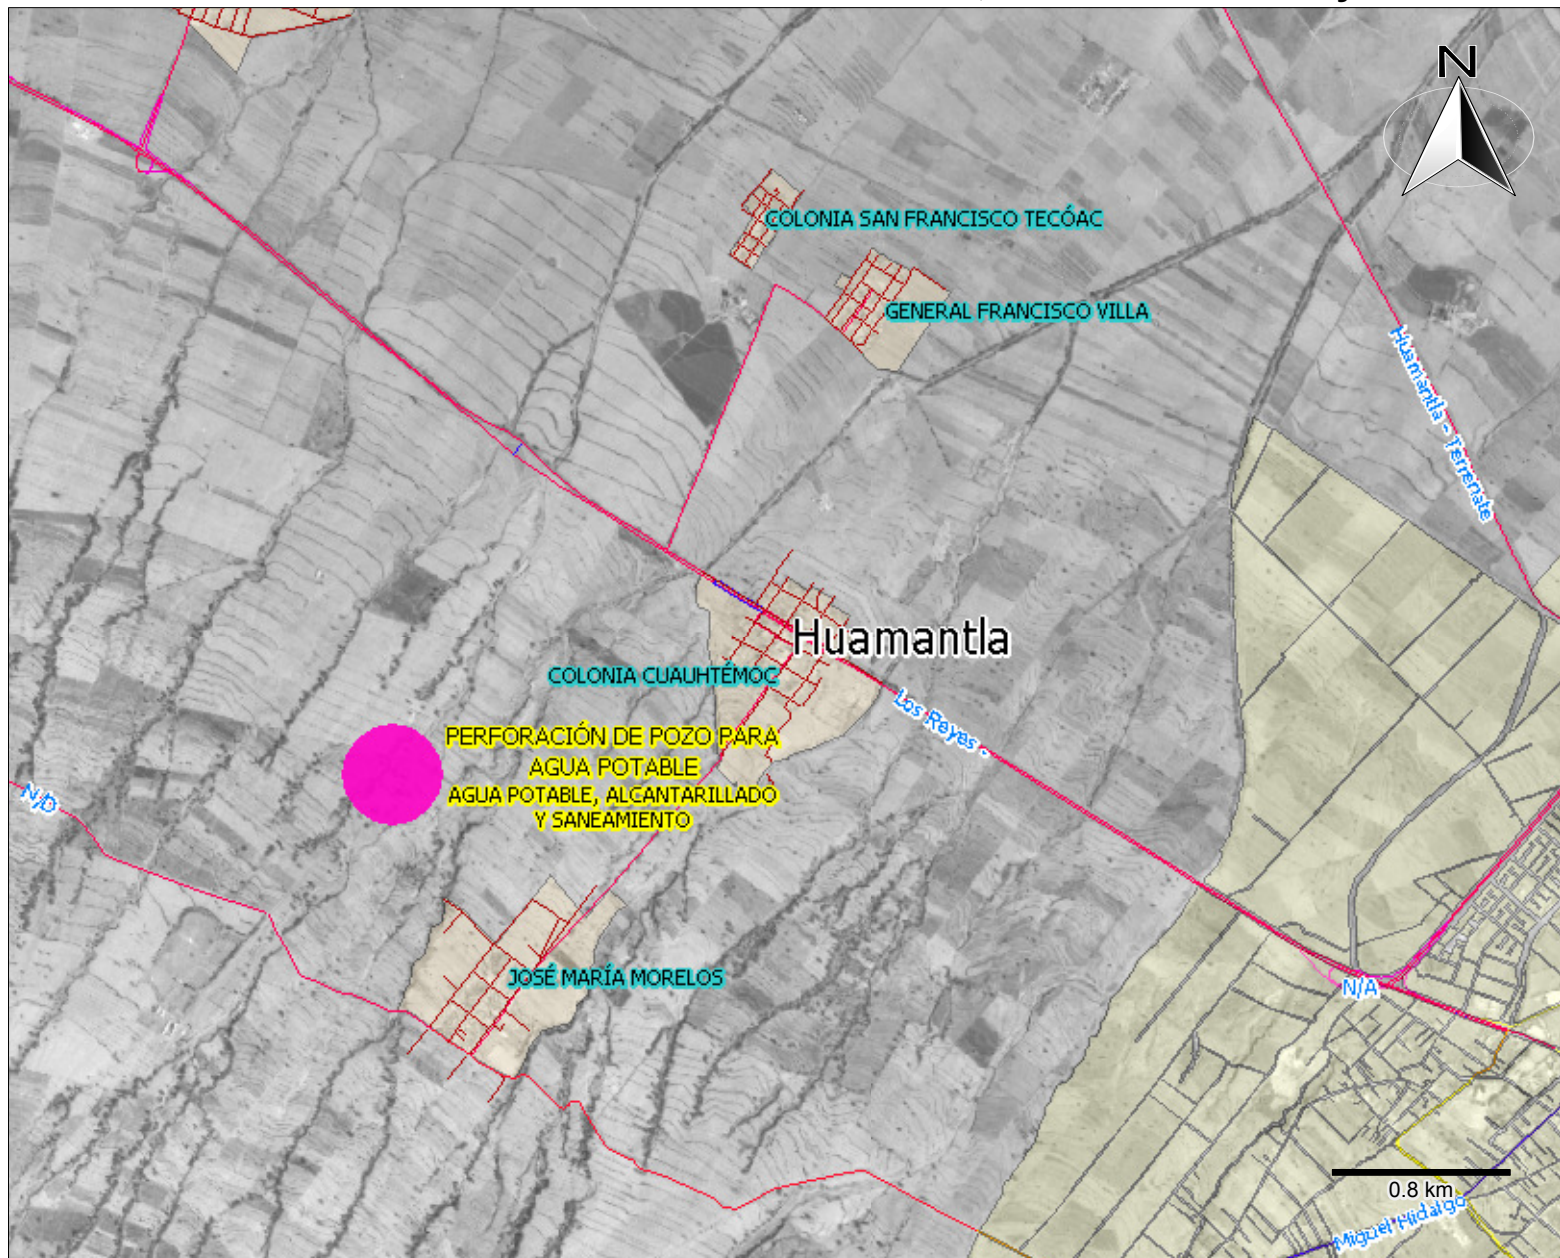 N
COLONIA SAN FRANCISCO TECÓAC
GENERAL FRANCISCO VILLA
Huamantla - Terrenate
Huamantla
COLONIA CUAUHTÉMOC
Los Reyes -
PERFORACIÓN DE POZO PARA
AGUA POTABLE
AGUA POTABLE, ALCANTARILLADO
Y SANEAMIENTO
N/D
JOSÉ MARÍA MORELOS
N/A
0.8 km
Miguel Hidalgo